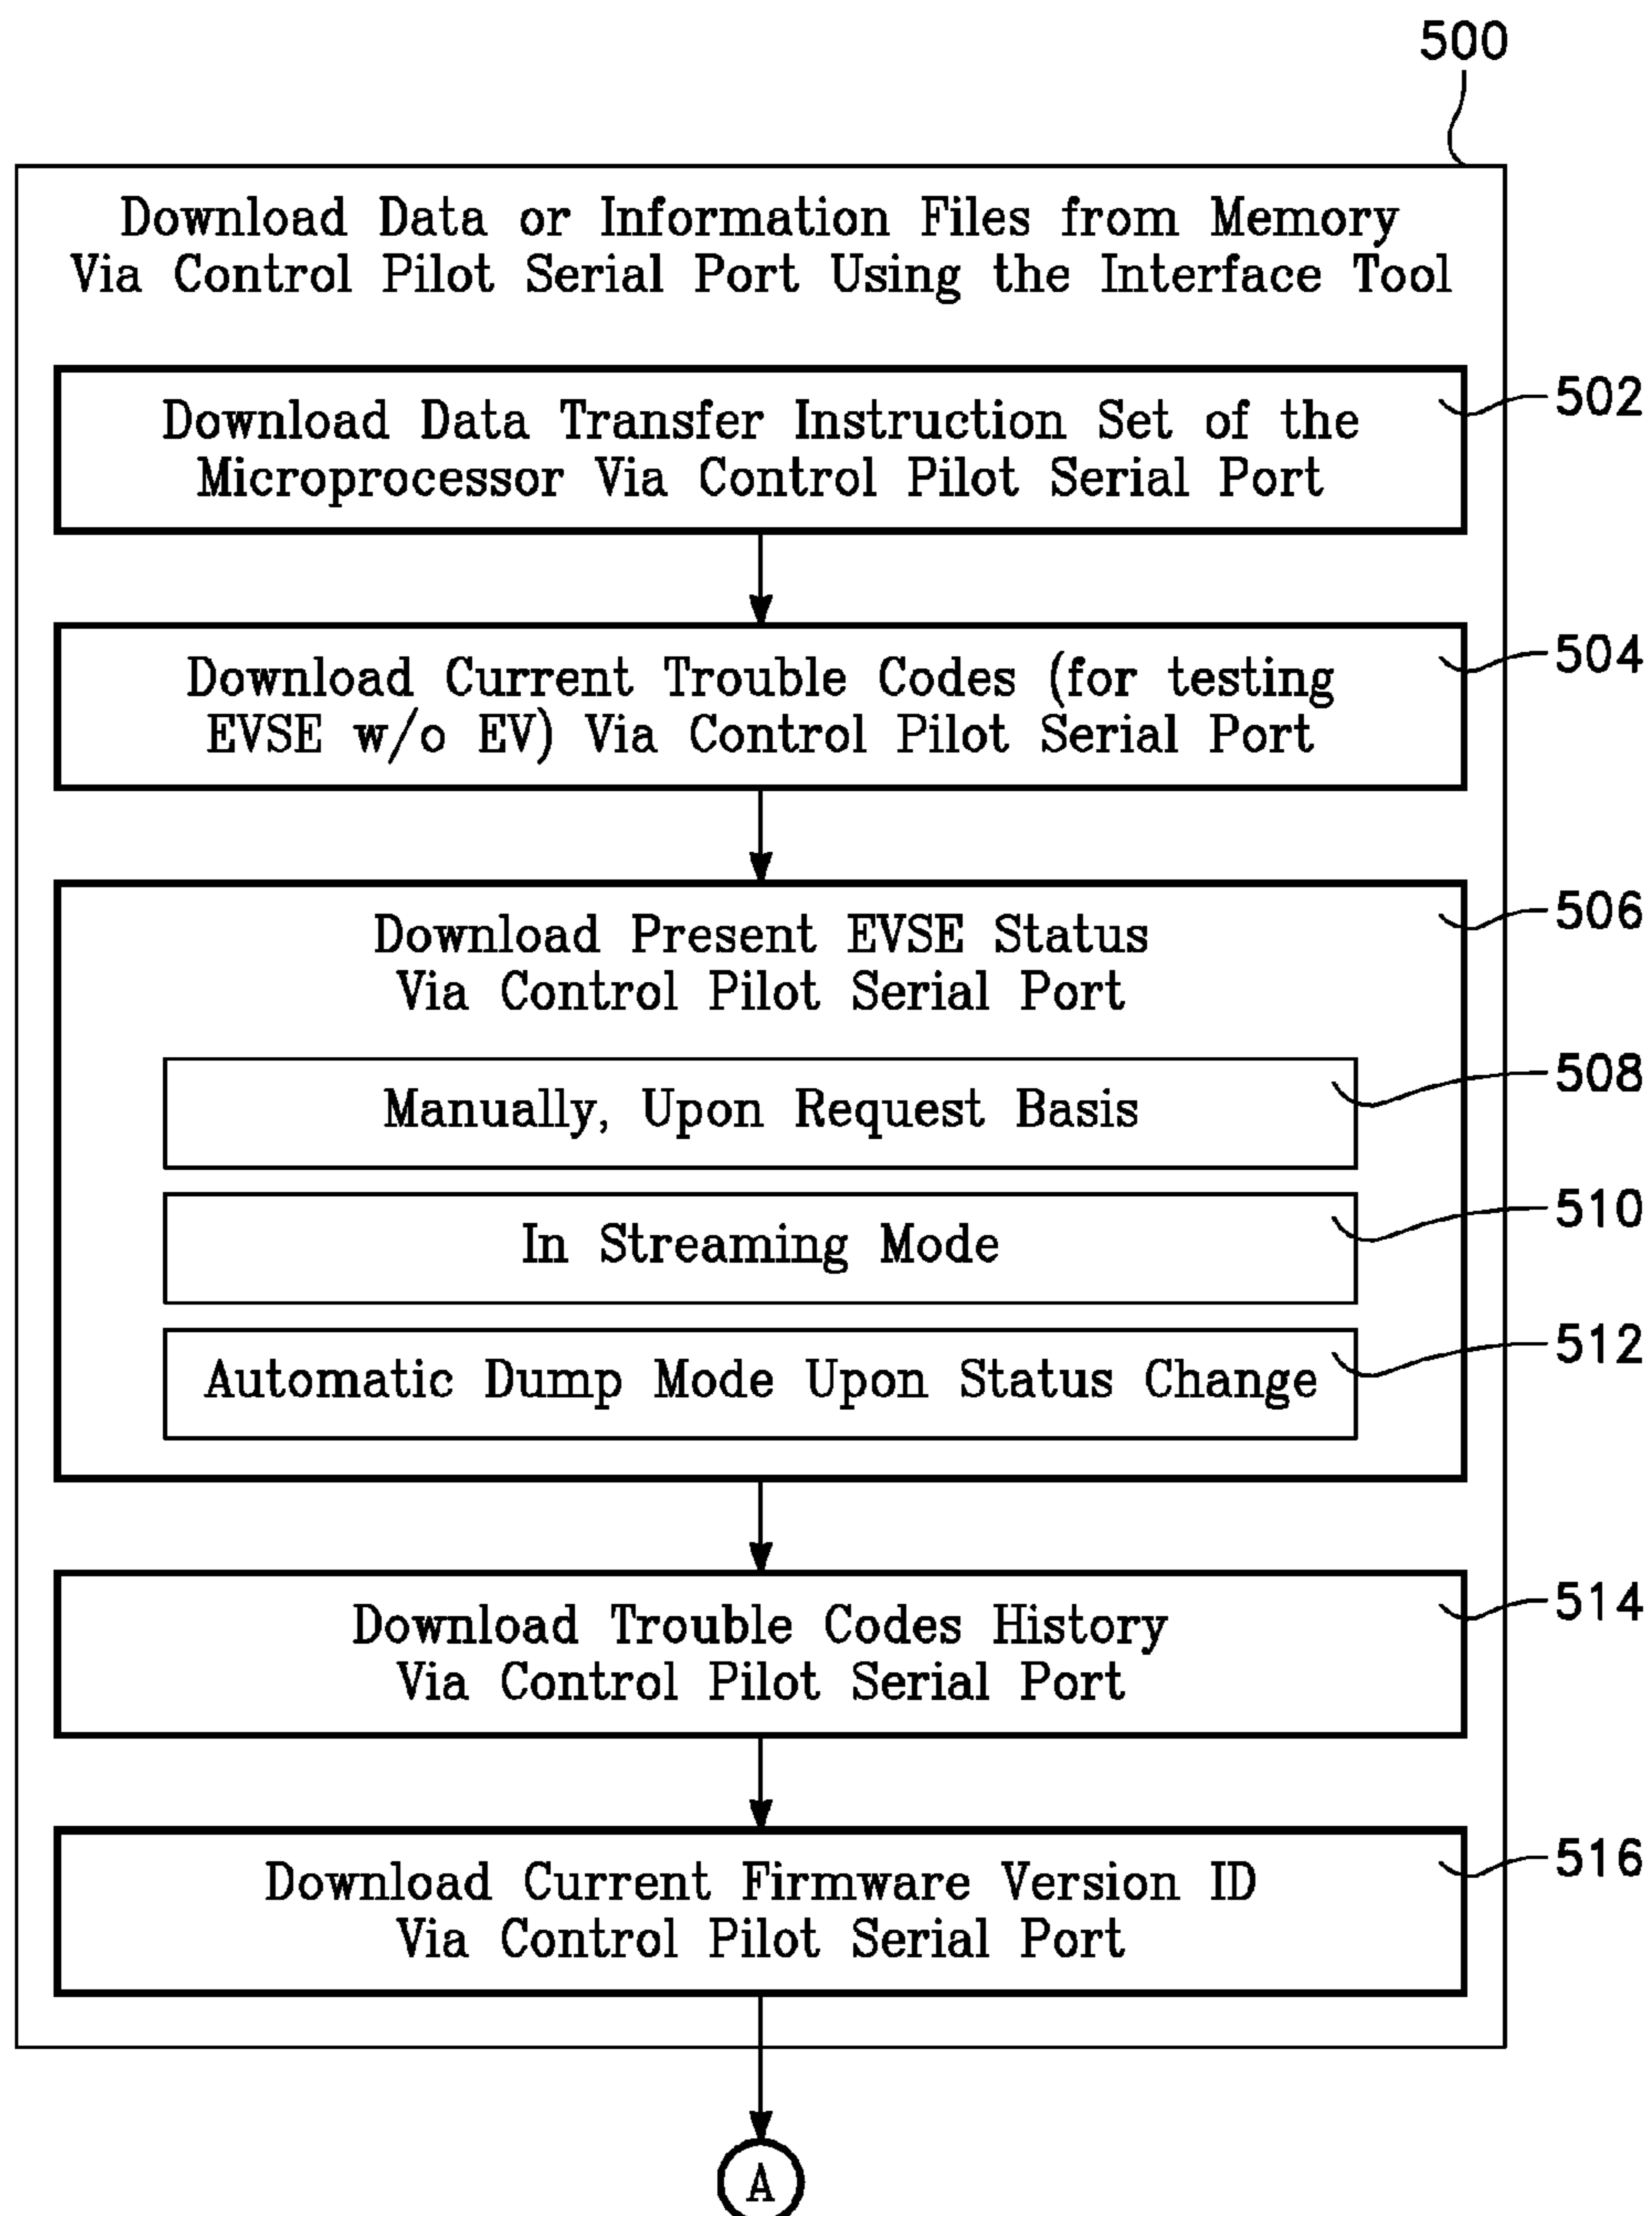 500
Download Data or Information Files from Memory
Via Control Pilot Serial Port Using the Interface Tool
502
Download Data Transfer Instruction Set of the
Microprocessor Via Control Pilot Serial Port
504
Download Current Trouble Codes (for testing
EVSE w/o EV) Via Control Pilot Serial Port
506
Download Present EVSE Status
Via Control Pilot Serial Port
508
Manually, Upon Request Basis
510
In Streaming Mode
512
Automatic Dump Mode Upon Status Change
514
Download Trouble Codes History
Via Control Pilot Serial Port
516
Download Current Firmware Version ID
Via Control Pilot Serial Port
A